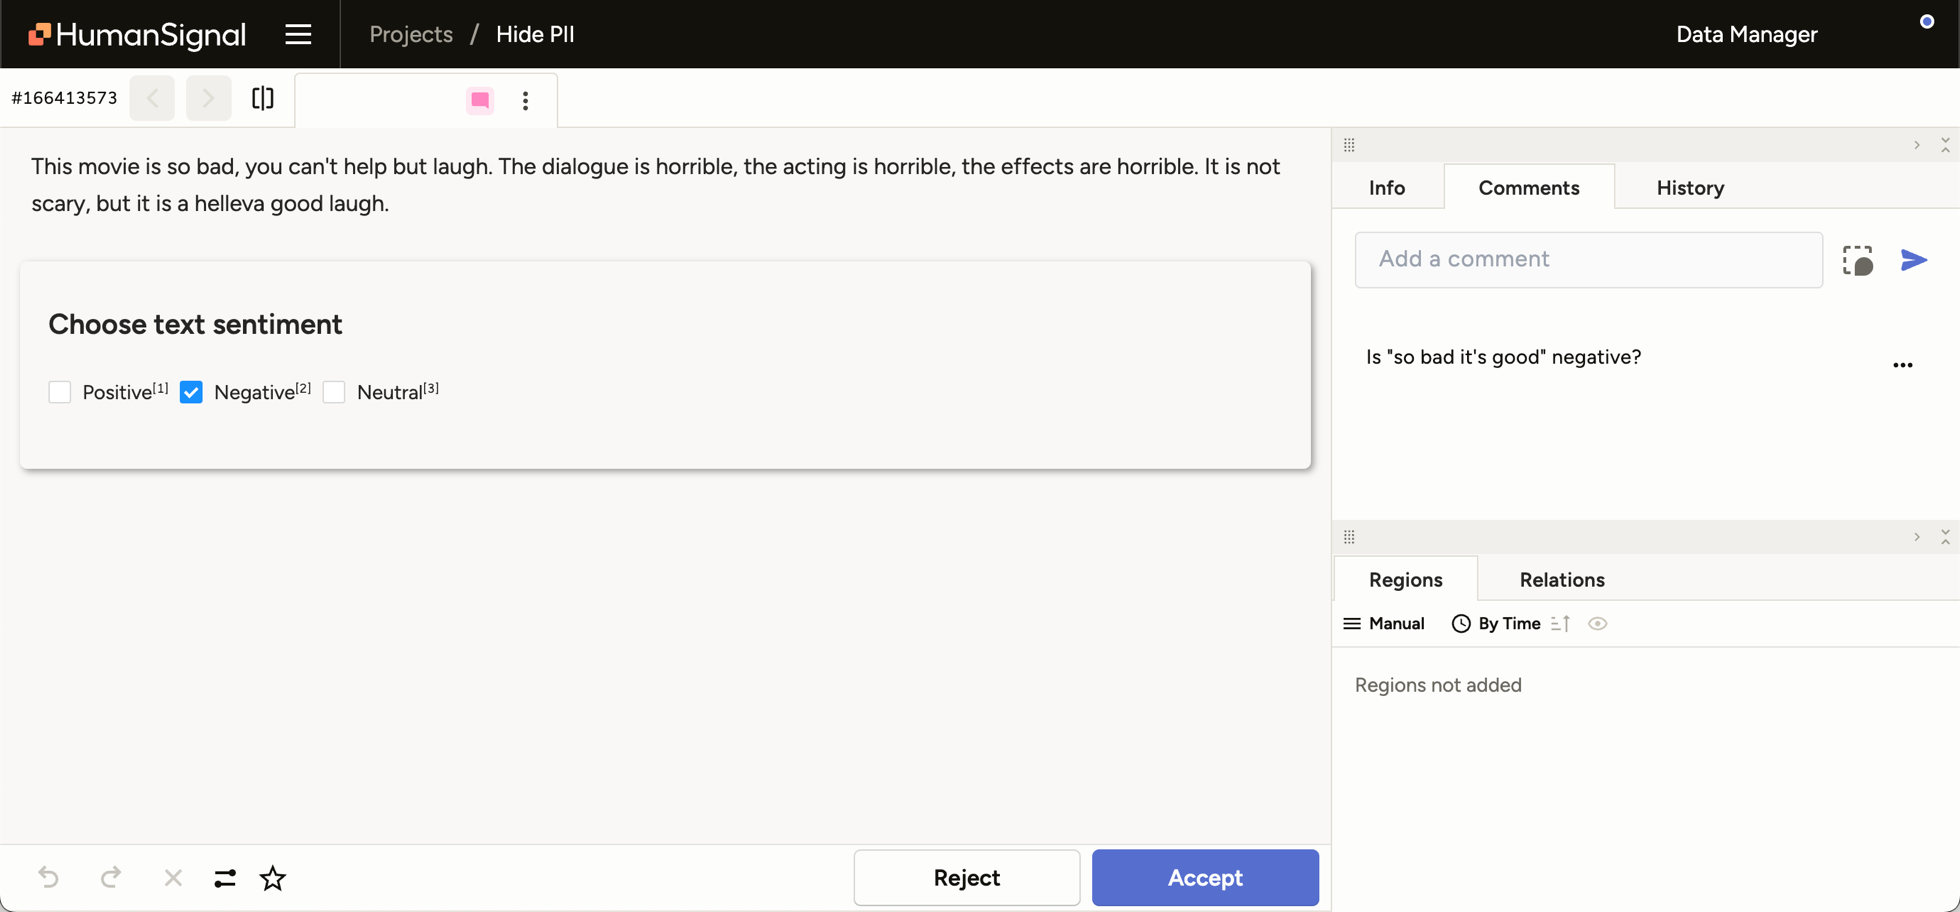 HumanSignal
Projects / Hide PII
Data Manager
#166413573
This movie is so bad, you can't help but laugh. The dialogue is horrible, the acting is horrible, the effects are horrible. It is not
scary, but it is a helleva good laugh.
Choose text sentiment
Positive[1] Negative[2] Neutral[3]
Info Comments History
Add a comment
Is "so bad it's good" negative?
Regions Relations
Manual By Time
Regions not added
Reject Accept